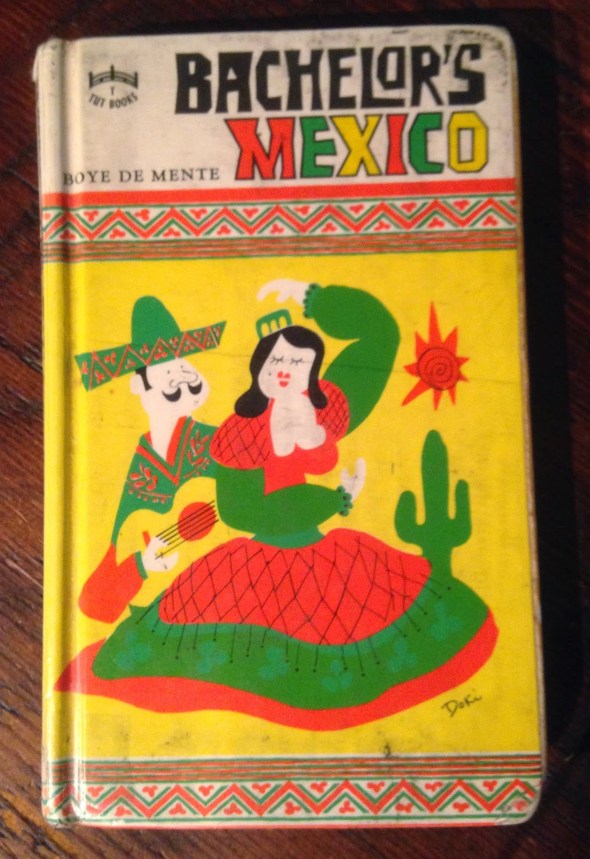 BACHELOR'S
MEXICO
T
TUT BOOKS
BOYE DE MENTE
Doki